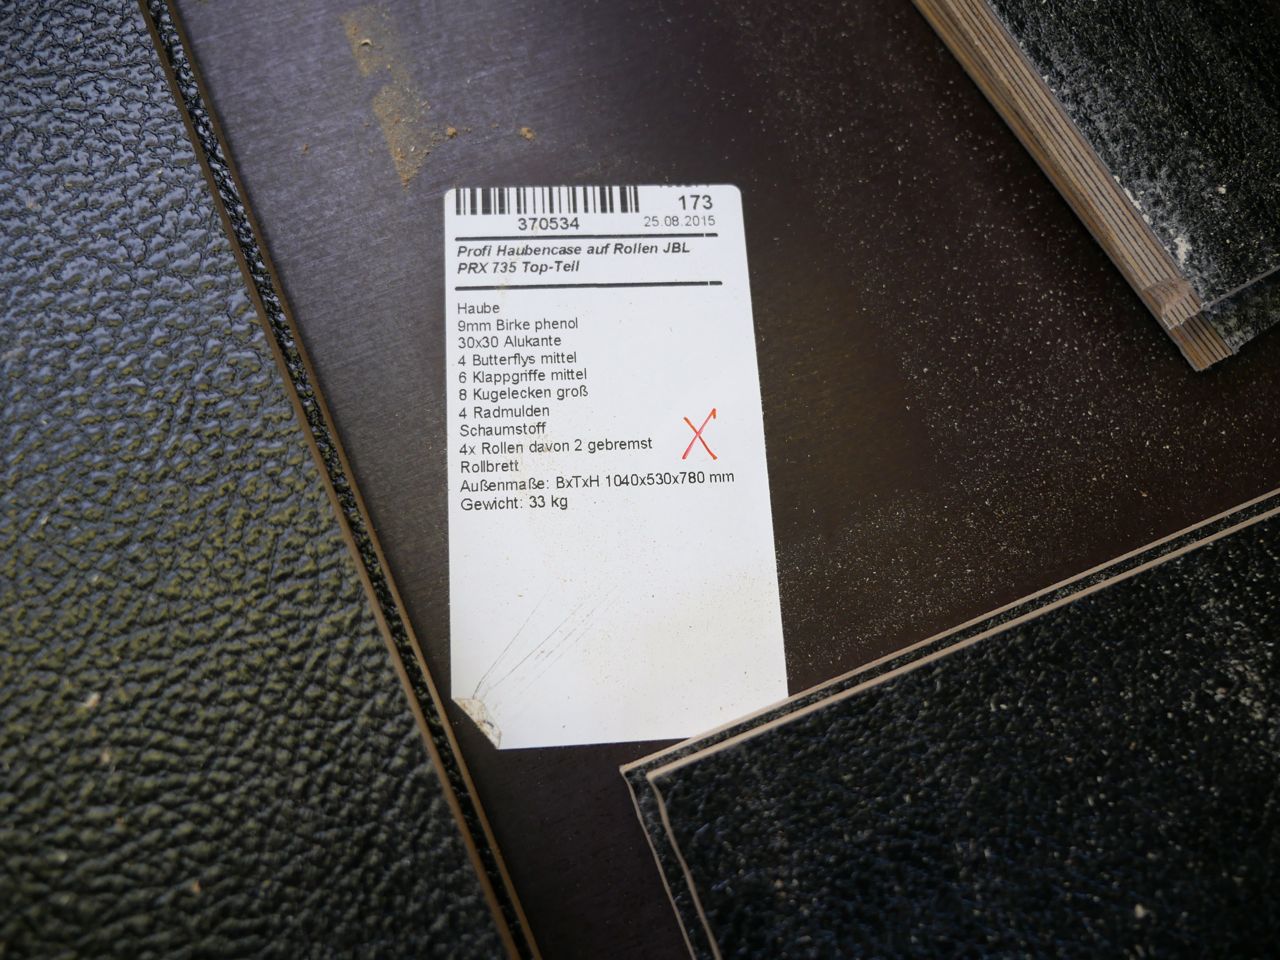 173
370534 25.08.2015
Profi Haubencase auf Rollen JBL
PRX 735 Top-Teil
Haube
9mm Birke phenol
30x30 Alukante
4 Butterflys mittel
6 Klappgriffe mittel
8 Kugelecken groß
4 Radmulden
Schaumstoff
4x Rollen davon 2 gebremst
Rollbrett
Außenmaße: BxTxH 1040x530x780 mm
Gewicht: 33 kg
X